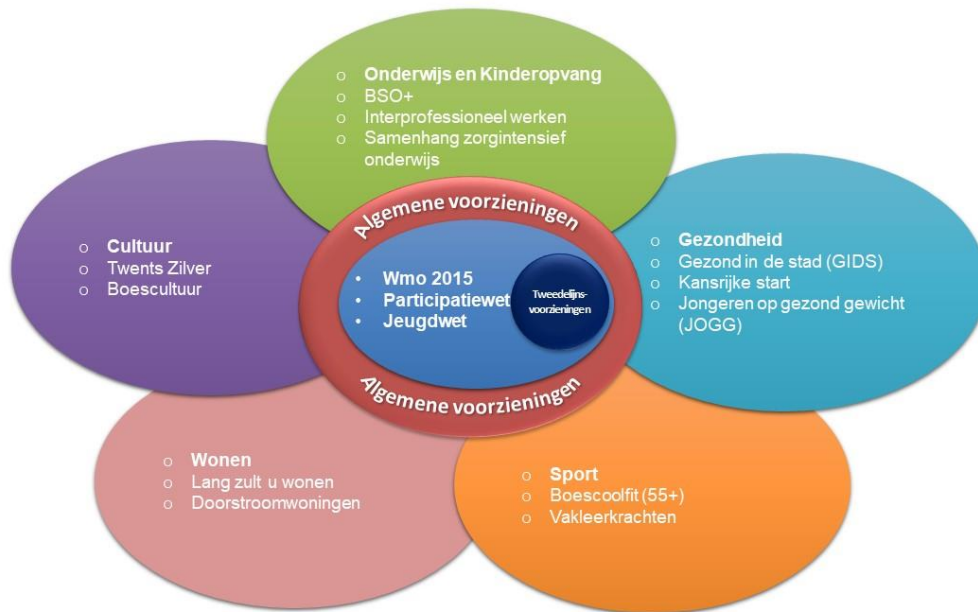 Onderwijs en Kinderopvang
BSO+
Interprofessioneel werken
Samenhang zorgintensief
onderwijs
Cultuur
Twents Zilver
Boescultuur
Algemene voorzieningen
• Wmo 2015
• Participatiewet
• Jeugdwet
Tweedelijns-
voorzieningen
Algemene voorzieningen
Gezondheid
Gezond in de stad (GIDS)
Kansrijke start
Jongeren op gezond gewicht
(JOGG)
Wonen
Lang zult u wonen
Doorstroomwoningen
Sport
Boescoolfit (55+)
Vakleerkrachten